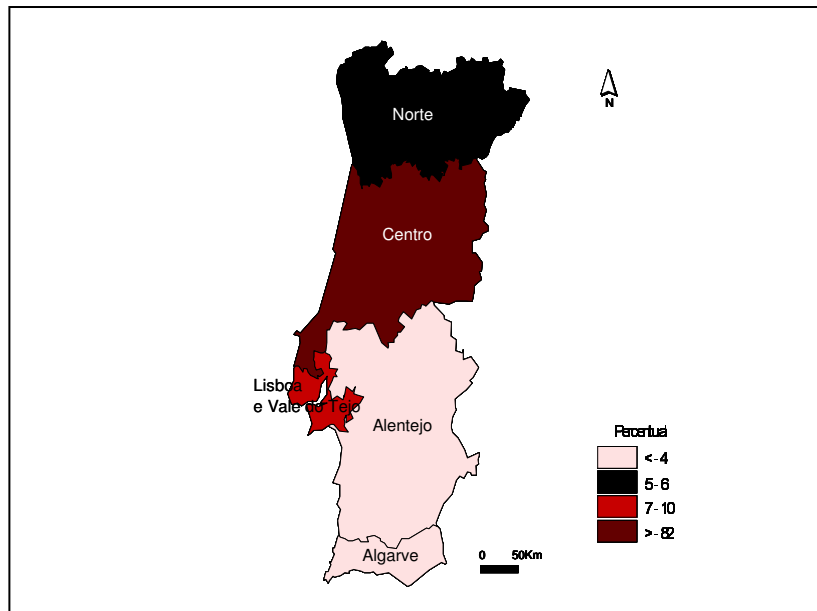 Norte
N
Centro
Lisboa
e Vale do Tejo
Alentejo
Algarve
0 50Km
Percentual
<-4
5-6
7-10
>-82